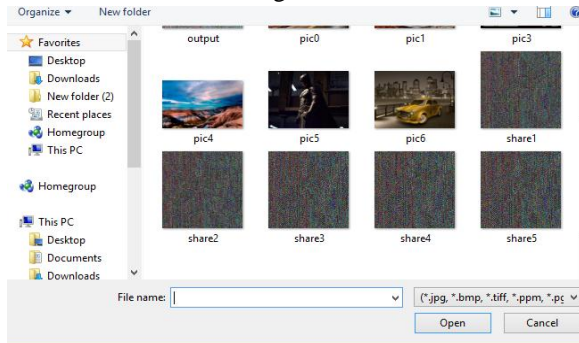 Organize New folder
Favorites
Desktop
Downloads
New folder (2)
Recent places
Homegroup
This PC
Homegroup
This PC
Desktop
Documents
Downloads
output pic0 pic1 pic3
pic4 pic5 pic6 share1
share2 share3 share4 share5
File name: (*.jpg, *.bmp, *.tiff, *.ppm, *.pg
Open Cancel